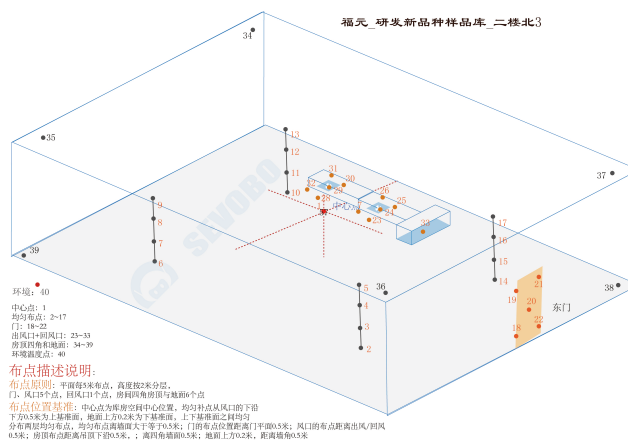 福元_研发新品种样品库_二楼北3
34
35
13
12
11
10
31
30
29
28
26
25
24
23
33
中心
37
9
8
7
6
17
16
15
14
39
36
38
5
4
3
2
21
19
20
22
18
东门
环境：40
中心点：1
均匀布点：2~17
门：18~22
出风口+回风口：23~33
房顶四角和地面：34~39
环境温度点：40
布点描述说明：
布点原则：平面每5米布点，高度按2米分层，
门、风口5个点，回风口1个点，房间四角房顶与地面6个点
布点位置基准：中心点为库房空间中心位置，均匀补点从风口的下沿
下方0.5米为上基准面，地面上方0.2米为下基准面，上下基准面之间均匀
分布两层均匀布点，均匀布点离墙面大于等于0.5米；门的布点位置距离门平面0.5米；风口的布点距离出风/回风
0.5米；房顶布点距离吊顶下沿0.5米，；离四角墙面0.5米；地面上方0.2米，距离墙角0.5米
SAVOBO